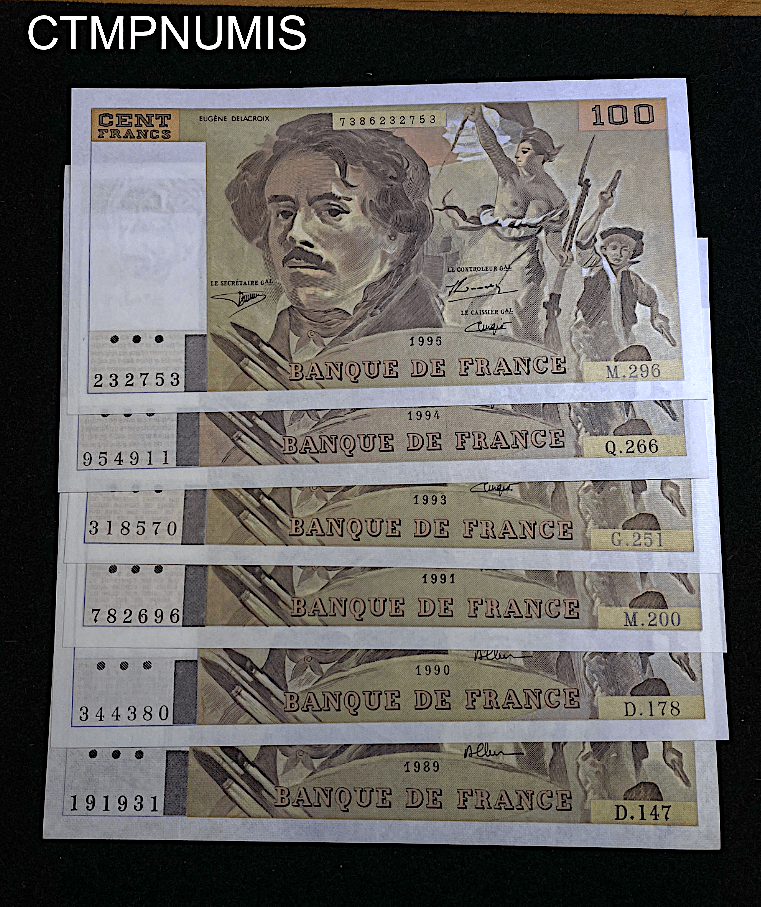 CTMPNUMIS
CENT
FRANCS
EUGÈNE DELACROIX
7386232753
100
LE SECRÉTAIRE GAL
LE CONTROLEUR GAL
LE CAISSIER GAL
1995
232753
BANQUE DE FRANCE
M.296
1994
954911
BANQUE DE FRANCE
Q.266
1993
318570
BANQUE DE FRANCE
G.251
1991
782696
BANQUE DE FRANCE
M.200
1990
344380
BANQUE DE FRANCE
D.178
1989
191931
BANQUE DE FRANCE
D.147